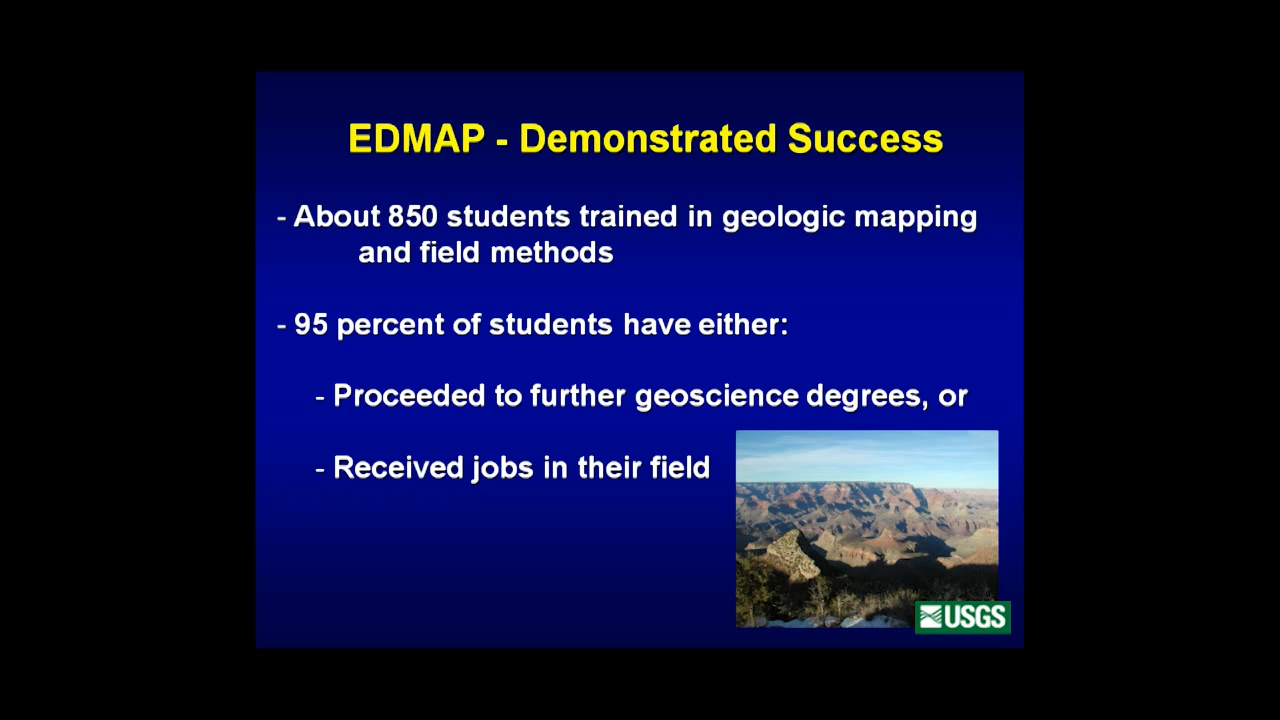 EDMAP - Demonstrated Success
- About 850 students trained in geologic mapping
and field methods
- 95 percent of students have either:
- Proceeded to further geoscience degrees, or
- Received jobs in their field
USGS